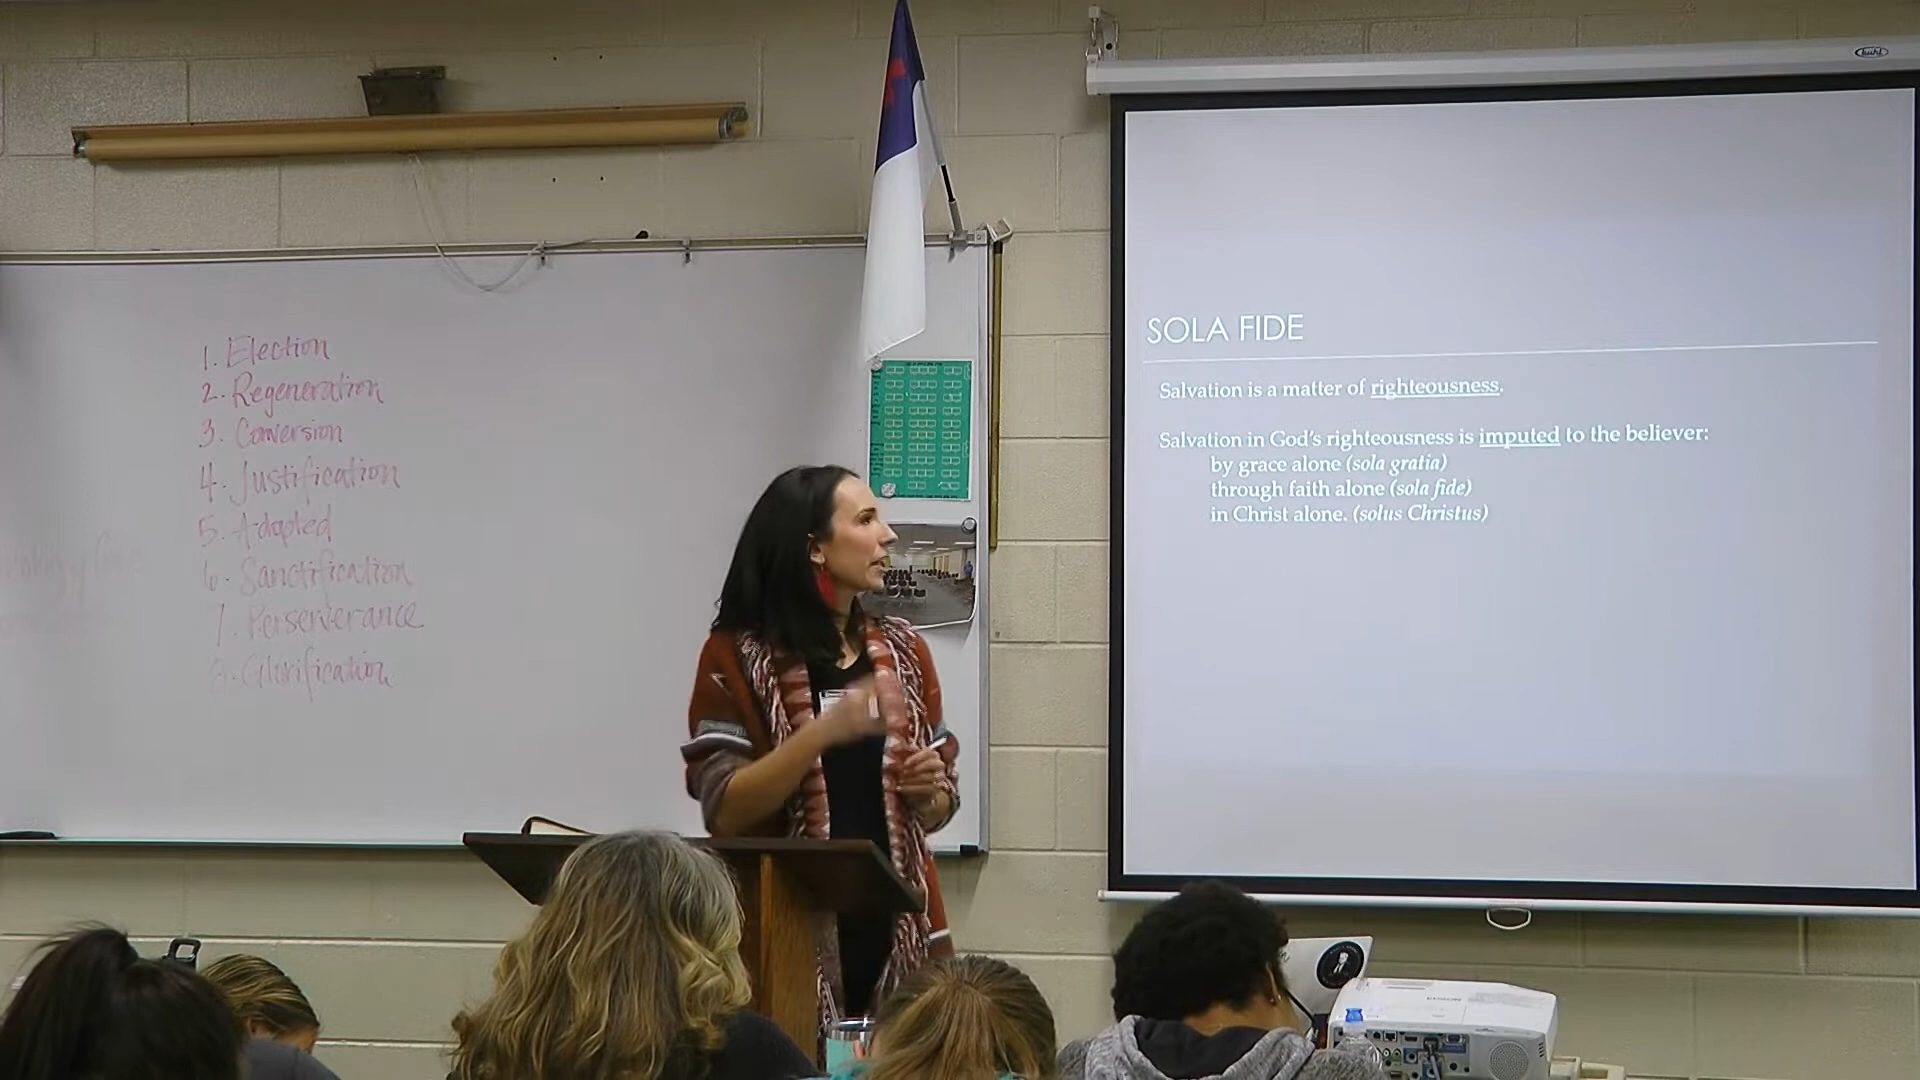 1. Election
2. Regeneration
3. Conversion
4. Justification
5. Adopted
6. Sanctification
7. Perserverance
8. Glorification
buhl
SOLA FIDE
Salvation is a matter of righteousness.
Salvation in God's righteousness is imputed to the believer:
by grace alone (sola gratia)
through faith alone (sola fide)
in Christ alone. (solus Christus)